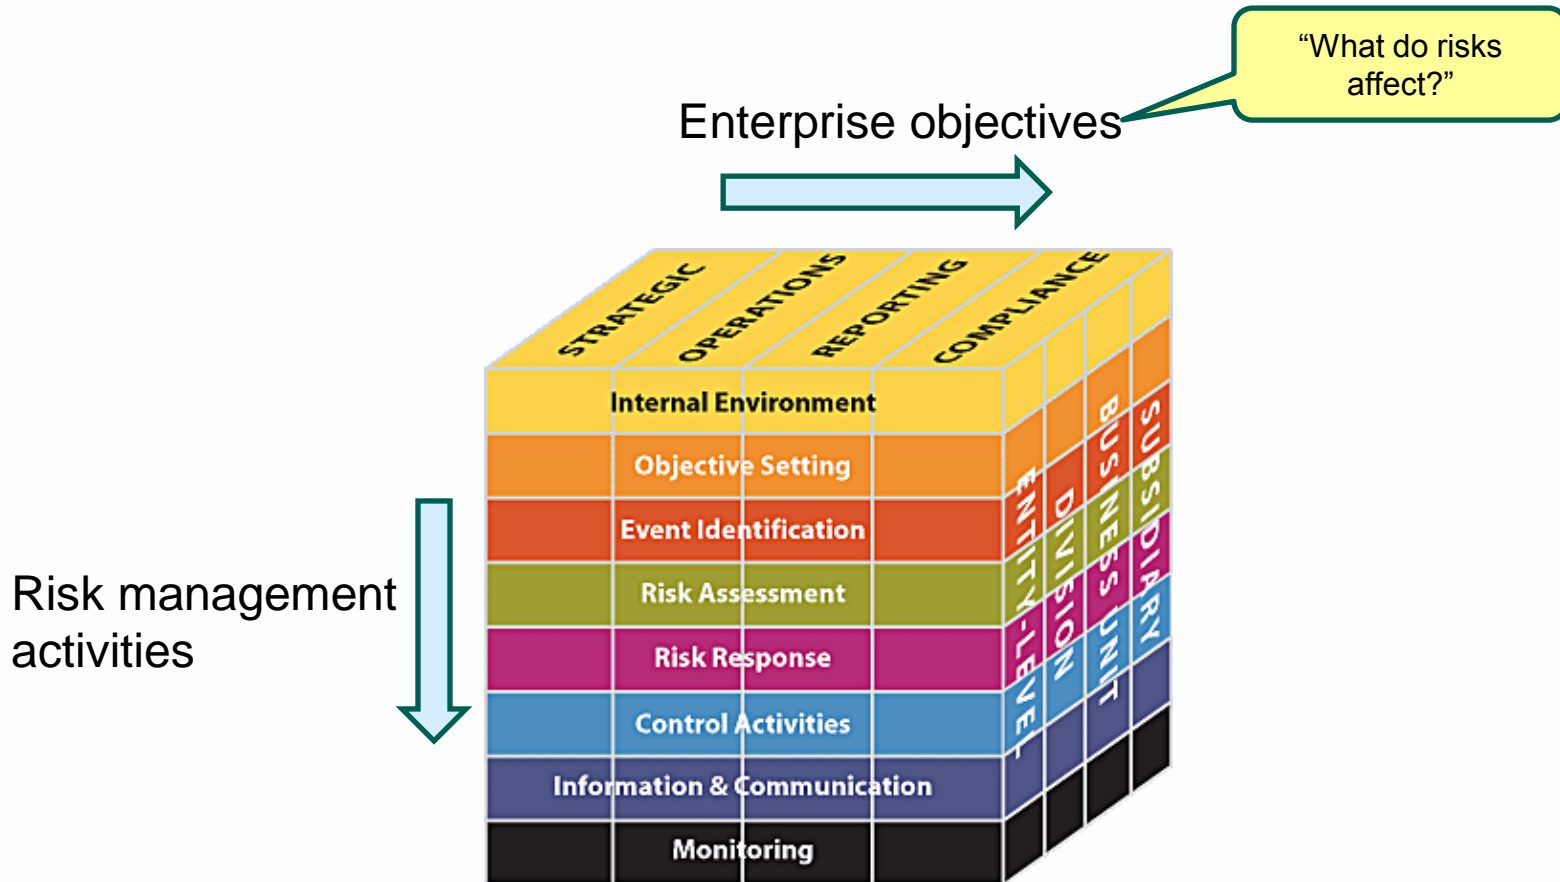 “What do risks
affect?”
Enterprise objectives
STRATEGIC
OPERATIONS
REPORTING
COMPLIANCE
Internal Environment
Objective Setting
Event Identification
Risk Assessment
Risk Response
Control Activities
Information & Communication
Monitoring
ENTITY-LEVEL
DIVISION
BUSINESS UNIT
SUBSIDIARY
Risk management
activities